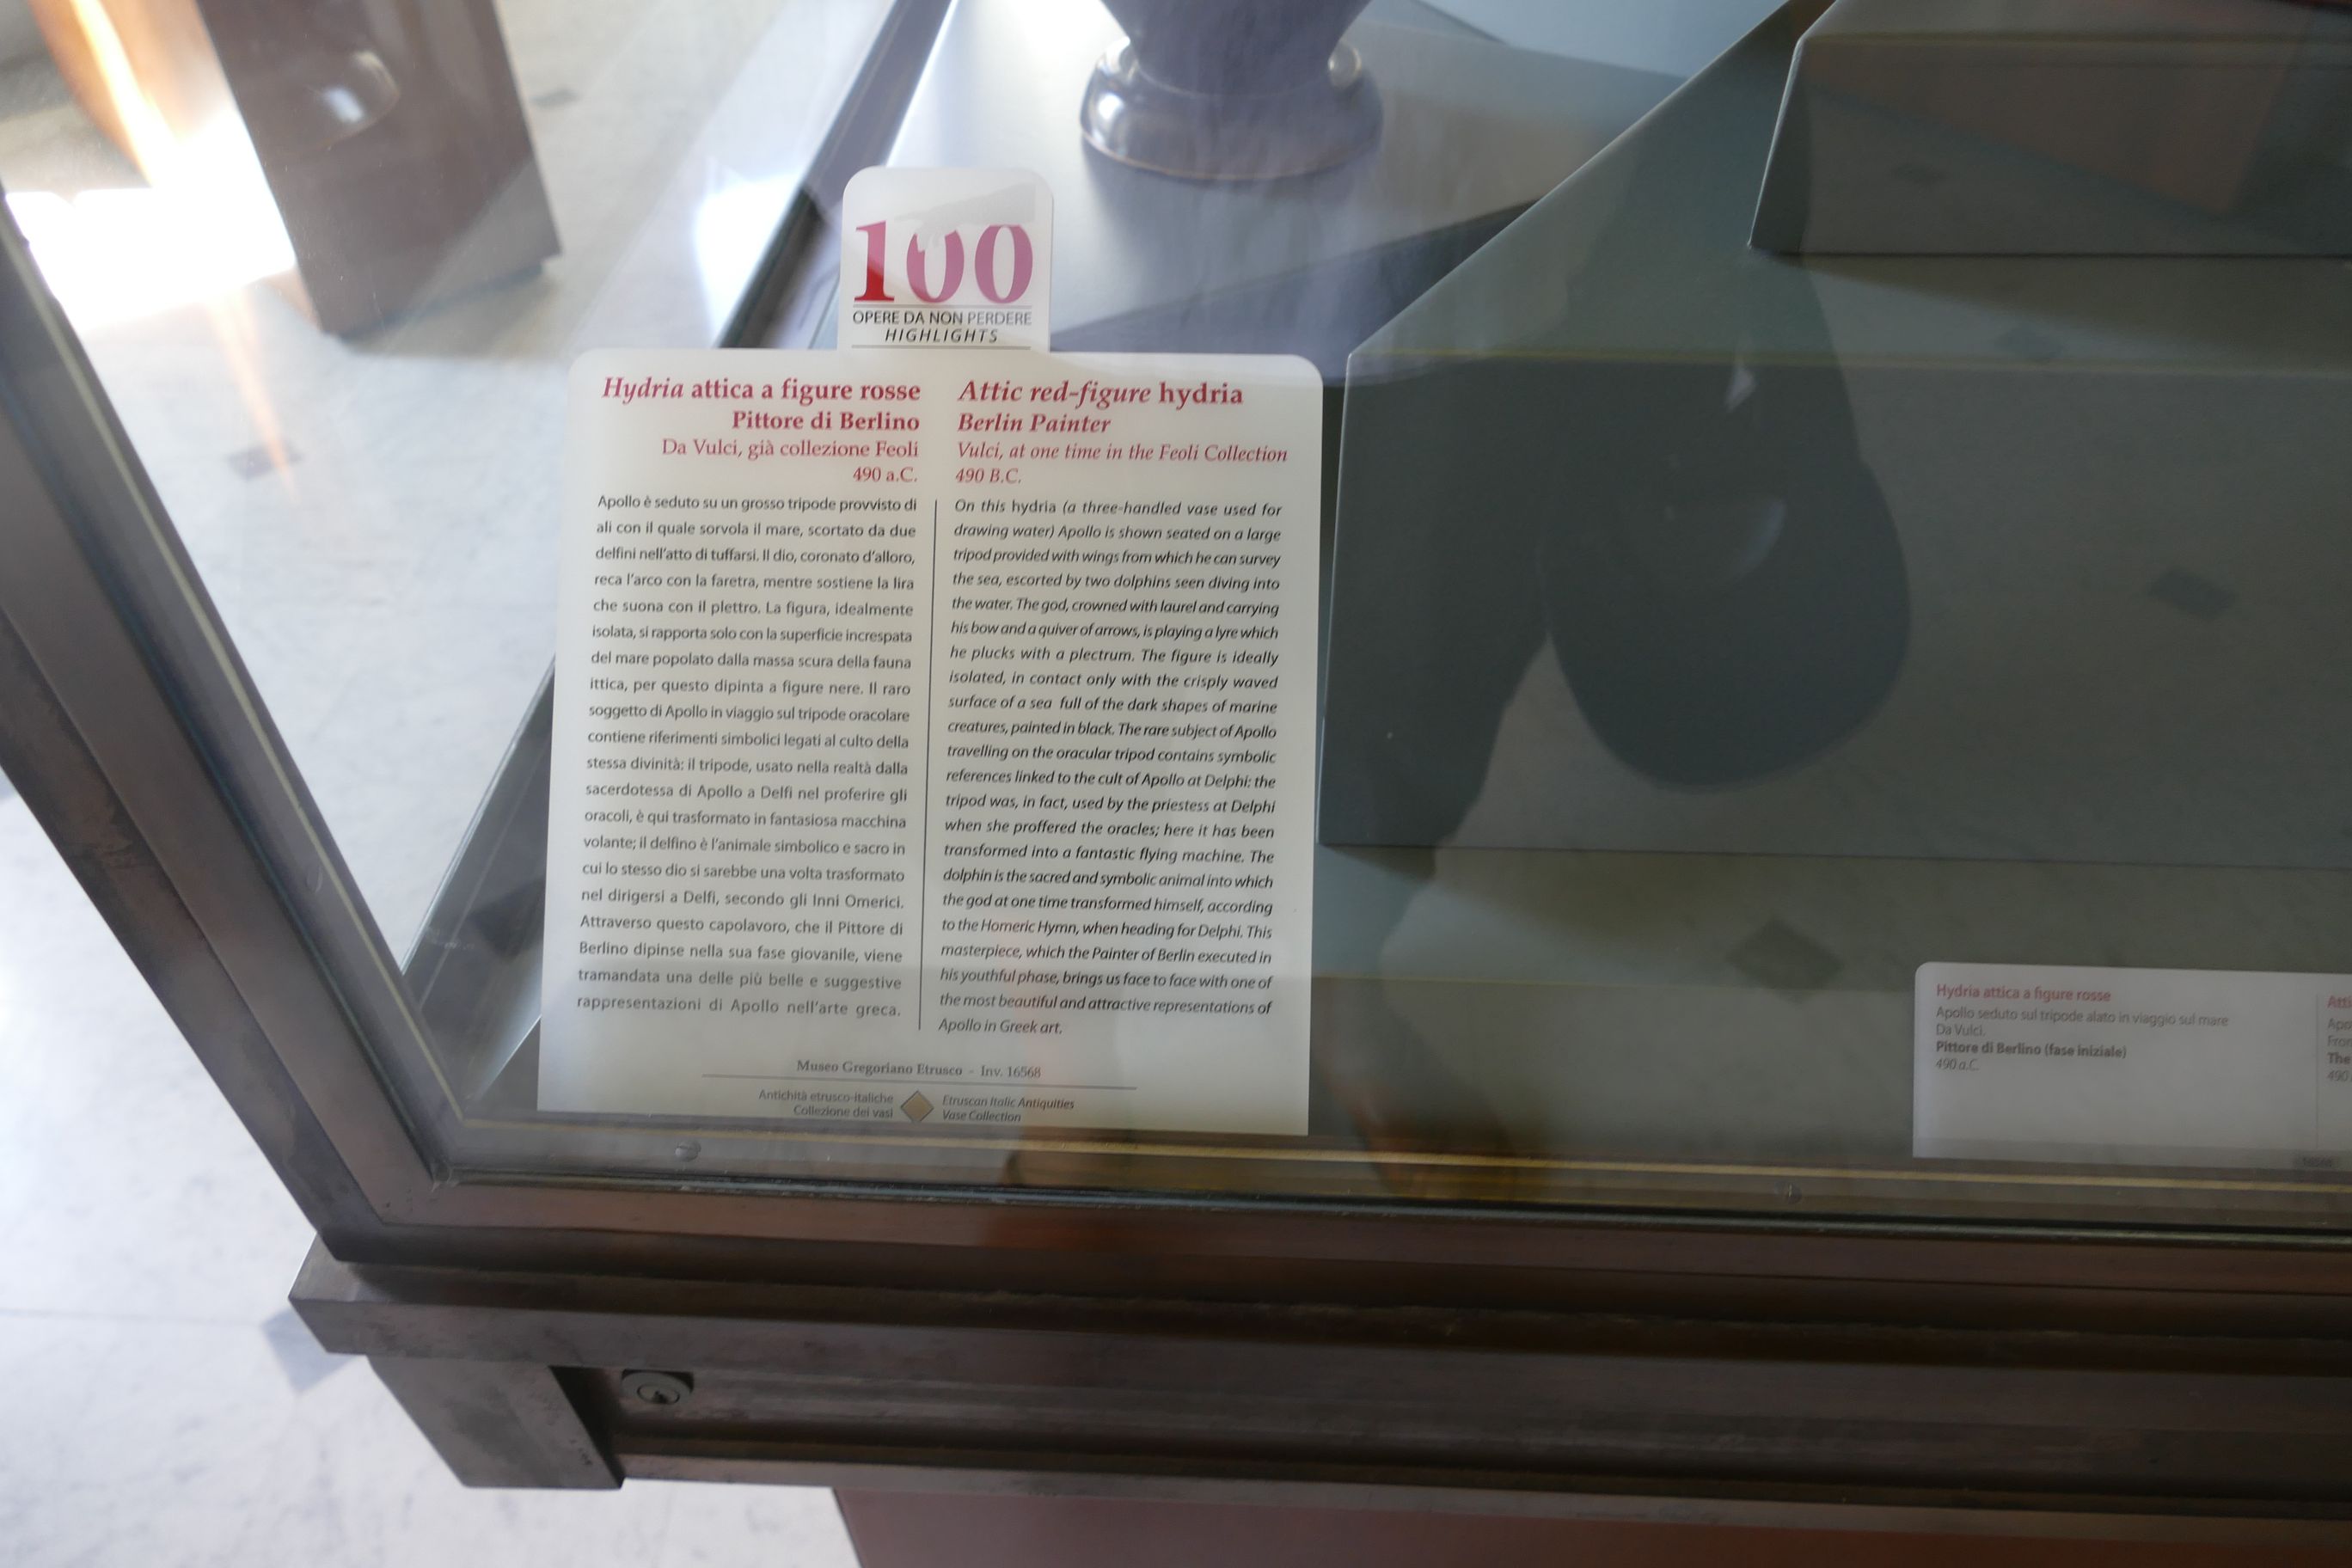 100
OPERE DA NON PERDERE
HIGHLIGHTS
Hydria attica a figure rosse
Pittore di Berlino
Da Vulci, già collezione Feoli
490 a.C.
Apollo è seduto su un grosso tripode provvisto di
ali con il quale sorvola il mare, scortato da due
delfini nell'atto di tuffarsi. Il dio, coronato d'alloro,
reca l'arco con la faretra, mentre sostiene la lira
che suona con il plettro. La figura, idealmente
isolata, si rapporta solo con la superficie increspata
del mare popolato dalla massa scura della fauna
ittica, per questo dipinta a figure nere. Il raro
soggetto di Apollo in viaggio sul tripode oracolare
contiene riferimenti simbolici legati al culto della
stessa divinità: il tripode, usato nella realtà dalla
sacerdotessa di Apollo a Delfi nel proferire gli
oracoli, è qui trasformato in fantasiosa macchina
volante; il delfino è l'animale simbolico e sacro in
cui lo stesso dio si sarebbe una volta trasformato
nel dirigersi a Delfi, secondo gli Inni Omerici.
Attraverso questo capolavoro, che il Pittore di
Berlino dipinse nella sua fase giovanile, viene
tramandata una delle più belle e suggestive
rappresentazioni di Apollo nell'arte greca.
Attic red-figure hydria
Berlin Painter
Vulci, at one time in the Feoli Collection
490 B.C.
On this hydria (a three-handled vase used for
drawing water) Apollo is shown seated on a large
tripod provided with wings from which he can survey
the sea, escorted by two dolphins seen diving into
the water. The god, crowned with laurel and carrying
his bow and a quiver of arrows, is playing a lyre which
he plucks with a plectrum. The figure is ideally
isolated, in contact only with the crisply waved
surface of a sea full of the dark shapes of marine
creatures, painted in black. The rare subject of Apollo
travelling on the oracular tripod contains symbolic
references linked to the cult of Apollo at Delphi: the
tripod was, in fact, used by the priestess at Delphi
when she proffered the oracles; here it has been
transformed into a fantastic flying machine. The
dolphin is the sacred and symbolic animal into which
the god at one time transformed himself, according
to the Homeric Hymn, when heading for Delphi. This
masterpiece, which the Painter of Berlin executed in
his youthful phase, brings us face to face with one of
the most beautiful and attractive representations of
Apollo in Greek art.
Museo Gregoriano Etrusco - Inv. 16568
Antichità etrusco-italiche
Collezione dei vasi
Etruscan Italic Antiquities
Vase Collection
Hydria attica a figure rosse
Apollo seduto sul tripode alato in viaggio sul mare
Da Vulci.
Pittore di Berlino (fase iniziale)
490 a.C.
Atti
Apo
Fron
The
490